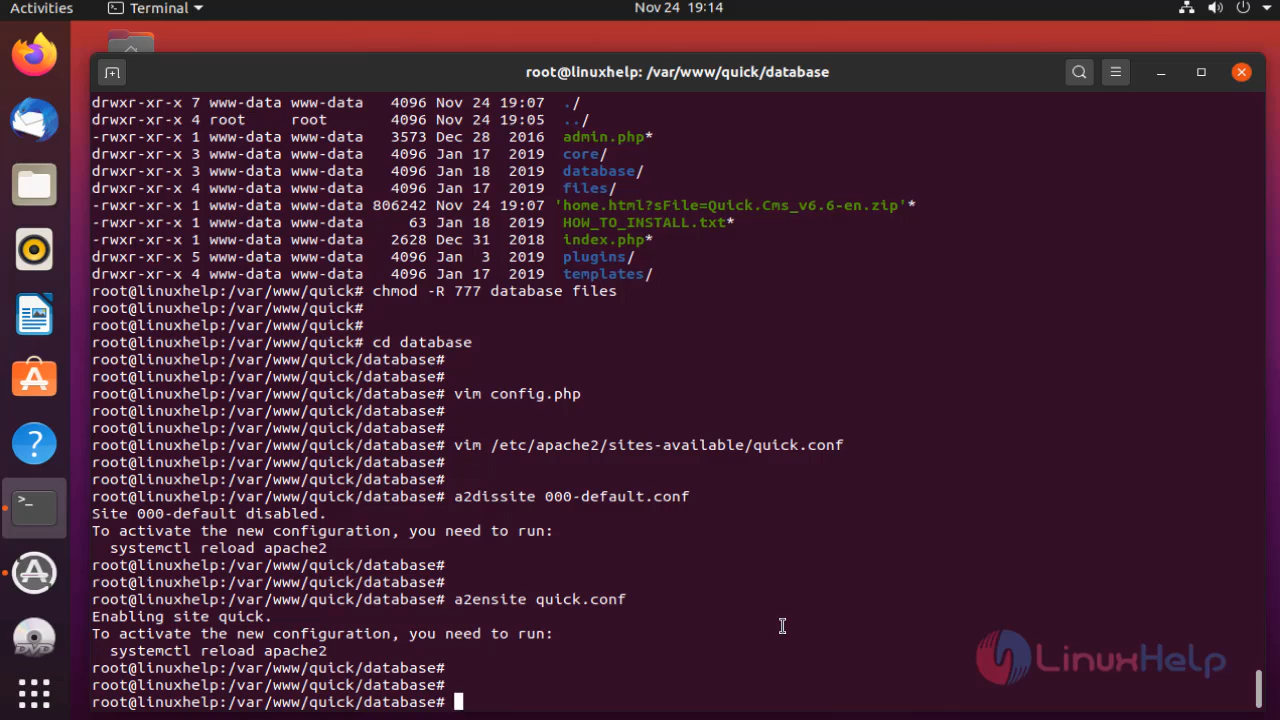 Activities
Terminal
Nov 24 19:14
root@linuxhelp: /var/www/quick/database
drwxr-xr-x 7 www-data www-data 4096 Nov 24 19:07 ./
drwxr-xr-x 4 root root 4096 Nov 24 19:05 ../
-rwxr-xr-x 1 www-data www-data 3573 Dec 28 2016 admin.php*
drwxr-xr-x 3 www-data www-data 4096 Jan 17 2019 core/
drwxr-xr-x 3 www-data www-data 4096 Jan 18 2019 database/
drwxr-xr-x 4 www-data www-data 4096 Jan 17 2019 files/
-rwxr-xr-x 1 www-data www-data 806242 Nov 24 19:07 'home.html?sFile=Quick.Cms_v6.6-en.zip'*
-rwxr-xr-x 1 www-data www-data 63 Jan 18 2019 HOW_TO_INSTALL.txt*
-rwxr-xr-x 1 www-data www-data 2628 Dec 31 2018 index.php*
drwxr-xr-x 5 www-data www-data 4096 Jan 3 2019 plugins/
drwxr-xr-x 4 www-data www-data 4096 Jan 17 2019 templates/
root@linuxhelp:/var/www/quick# chmod -R 777 database files
root@linuxhelp:/var/www/quick#
root@linuxhelp:/var/www/quick#
root@linuxhelp:/var/www/quick# cd database
root@linuxhelp:/var/www/quick/database#
root@linuxhelp:/var/www/quick/database#
root@linuxhelp:/var/www/quick/database# vim config.php
root@linuxhelp:/var/www/quick/database#
root@linuxhelp:/var/www/quick/database#
root@linuxhelp:/var/www/quick/database# vim /etc/apache2/sites-available/quick.conf
root@linuxhelp:/var/www/quick/database#
root@linuxhelp:/var/www/quick/database#
root@linuxhelp:/var/www/quick/database# a2dissite 000-default.conf
Site 000-default disabled.
To activate the new configuration, you need to run:
systemctl reload apache2
root@linuxhelp:/var/www/quick/database#
root@linuxhelp:/var/www/quick/database#
root@linuxhelp:/var/www/quick/database# a2ensite quick.conf
Enabling site quick.
To activate the new configuration, you need to run:
systemctl reload apache2
root@linuxhelp:/var/www/quick/database#
root@linuxhelp:/var/www/quick/database#
root@linuxhelp:/var/www/quick/database#
LinuxHelp
DVD